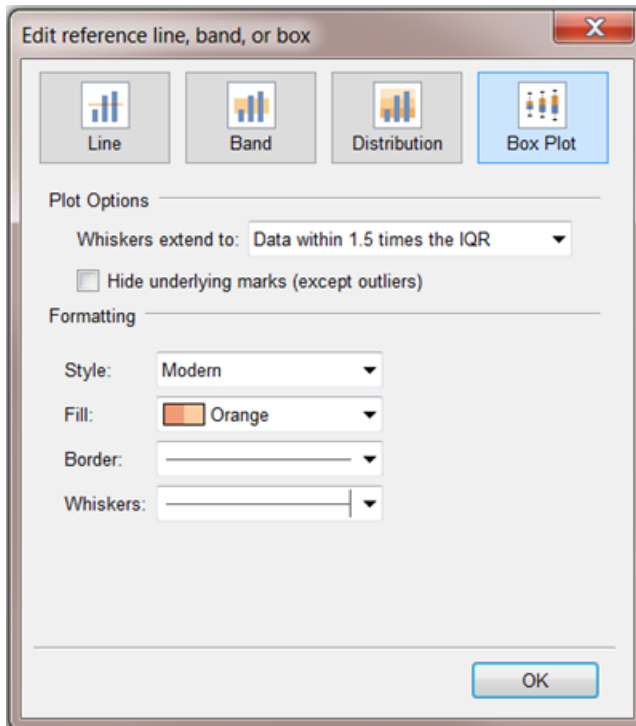 Edit reference line, band, or box
Line Band Distribution Box Plot
Plot Options
Whiskers extend to: Data within 1.5 times the IQR
Hide underlying marks (except outliers)
Formatting
Style: Modern
Fill: Orange
Border:
Whiskers:
OK